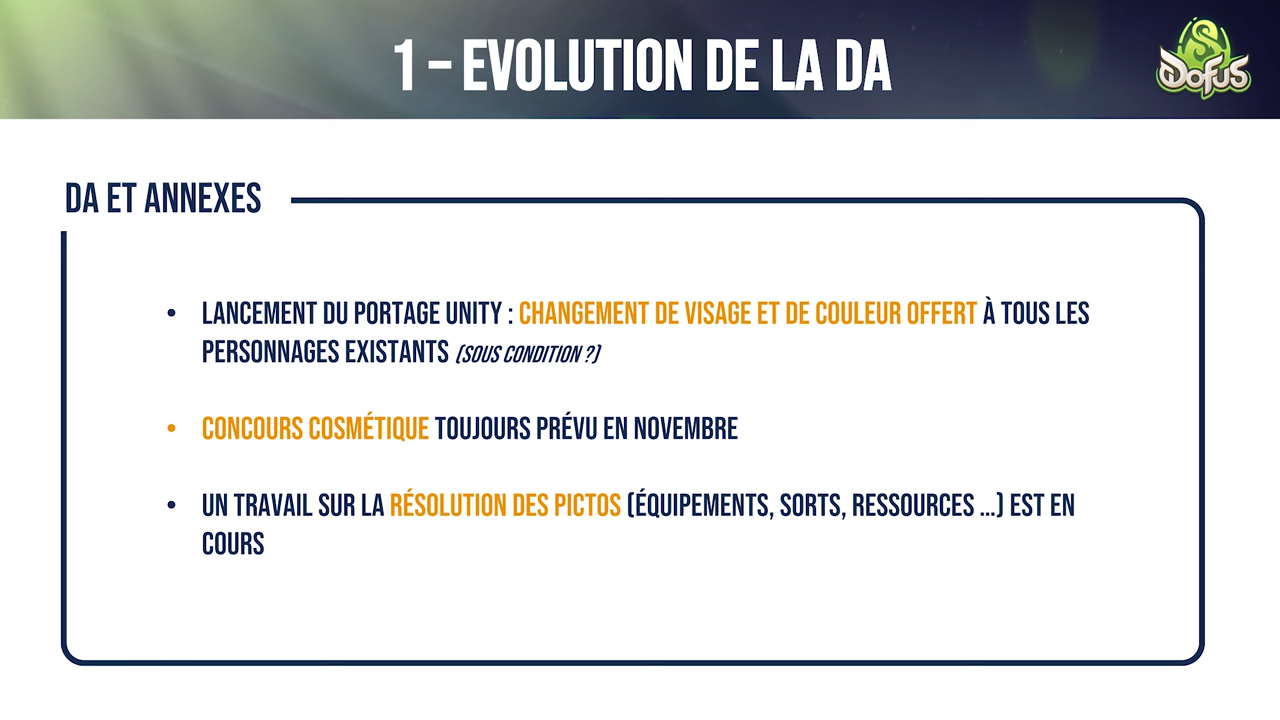 1 – EVOLUTION DE LA DA
DOFUS
DA ET ANNEXES
• LANCEMENT DU PORTAGE UNITY : CHANGEMENT DE VISAGE ET DE COULEUR OFFERT À TOUS LES
PERSONNAGES EXISTANTS (SOUS CONDITION ?)
• CONCOURS COSMÉTIQUE TOUJOURS PRÉVU EN NOVEMBRE
• UN TRAVAIL SUR LA RÉSOLUTION DES PICTOS (ÉQUIPEMENTS, SORTS, RESSOURCES ...) EST EN
COURS